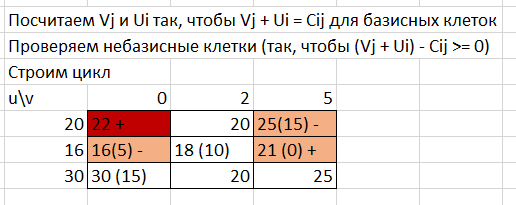 Посчитаем Vj и Ui так, чтобы Vj + Ui = Cij для базисных клеток
Проверяем небазисные клетки (так, чтобы (Vj + Ui) - Cij >= 0)
Строим цикл
u\v 0 2 5
20 22 + 20 25(15) -
16 16(5) - 18 (10) 21 (0) +
30 30 (15) 20 25